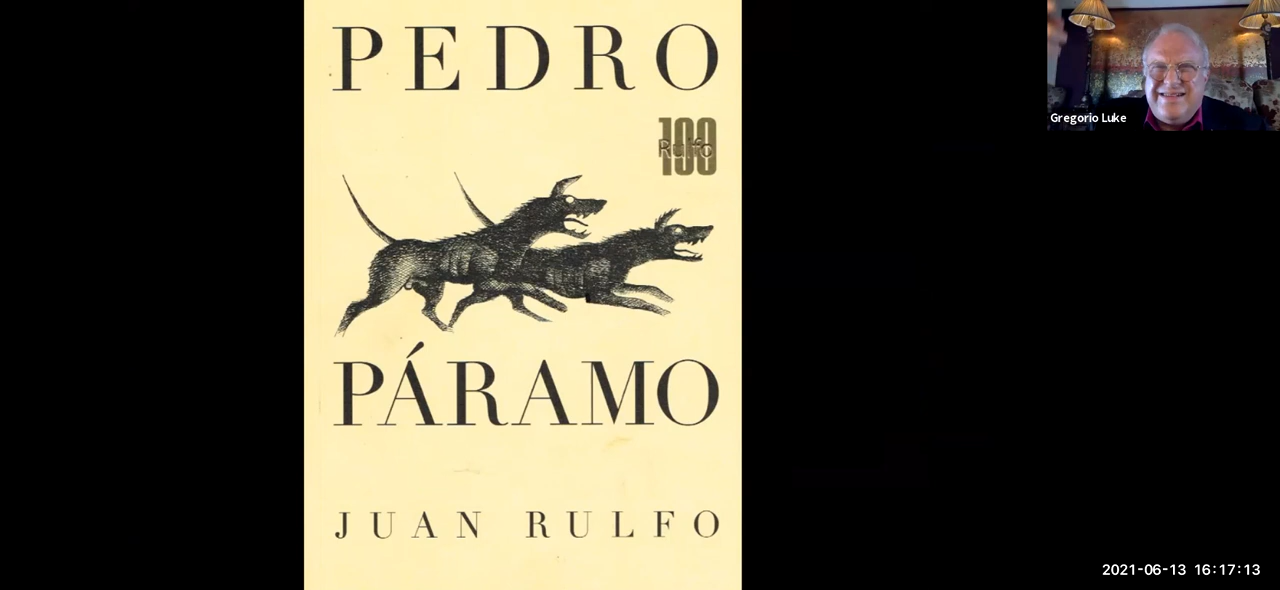 PEDRO
100
Rulfo
PÁRAMO
JUAN RULFO
Gregorio Luke
2021-06-13 16:17:13